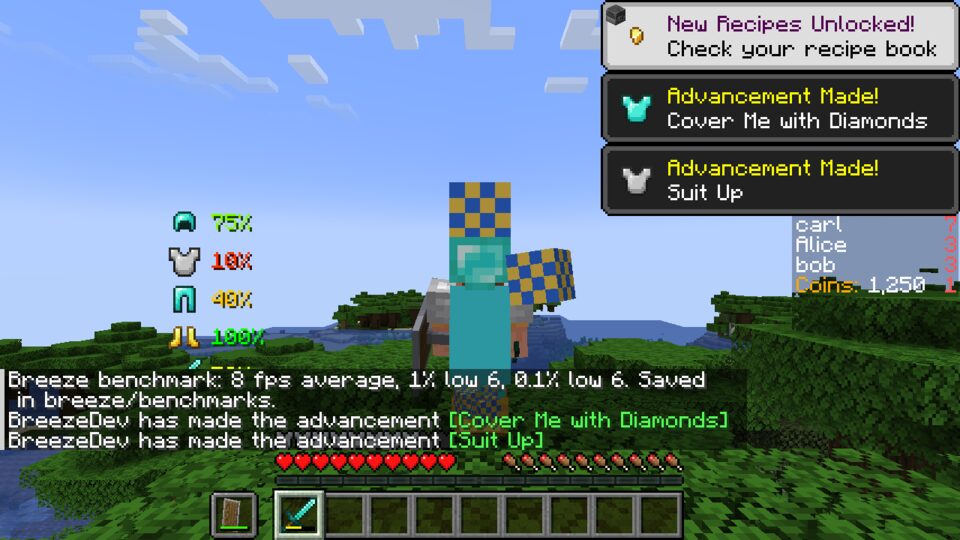 New Recipes Unlocked!
Check your recipe book
Advancement Made!
Cover Me with Diamonds
Advancement Made!
Suit Up
75%
10%
40%
100%
carl
Alice 3
bob
Coins: 1,250 1
Breeze benchmark: 8 fps average, 1% low 6, 0.1% low 6. Saved
in breeze/benchmarks.
BreezeDev has made the advancement [Cover Me with Diamonds]
BreezeDev has made the advancement [Suit Up]